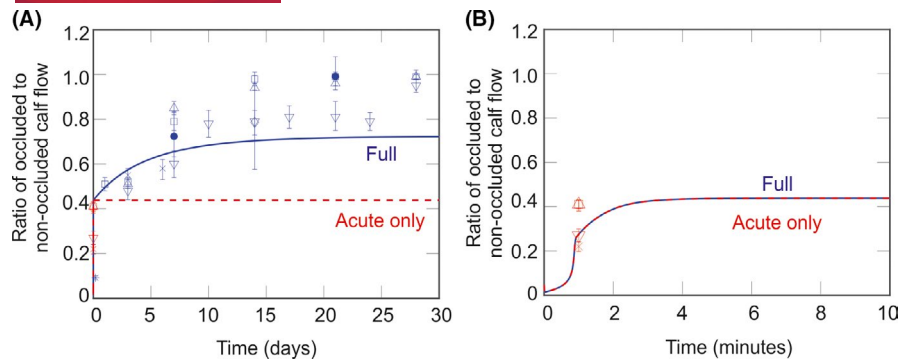 (A)
Ratio of occluded to
non-occluded calf flow
1.2
1.0
0.8
0.6
0.4
0.2
0
Full
Acute only
0 5 10 15 20 25 30
Time (days)
(B)
Ratio of occluded to
non-occluded calf flow
1.2
1.0
0.8
0.6
0.4
0.2
0
Full
Acute only
0 2 4 6 8 10
Time (minutes)